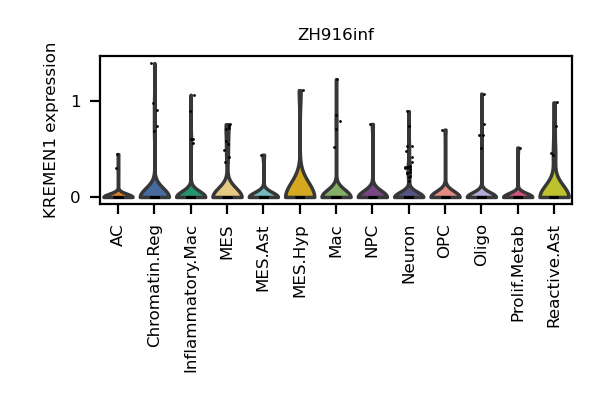 ZH916inf
KREMEN1 expression
1
0
AC
Chromatin.Reg
Inflammatory.Mac
MES
MES.Ast
MES.Hyp
Mac
NPC
Neuron
OPC
Oligo
Prolif.Metab
Reactive.Ast